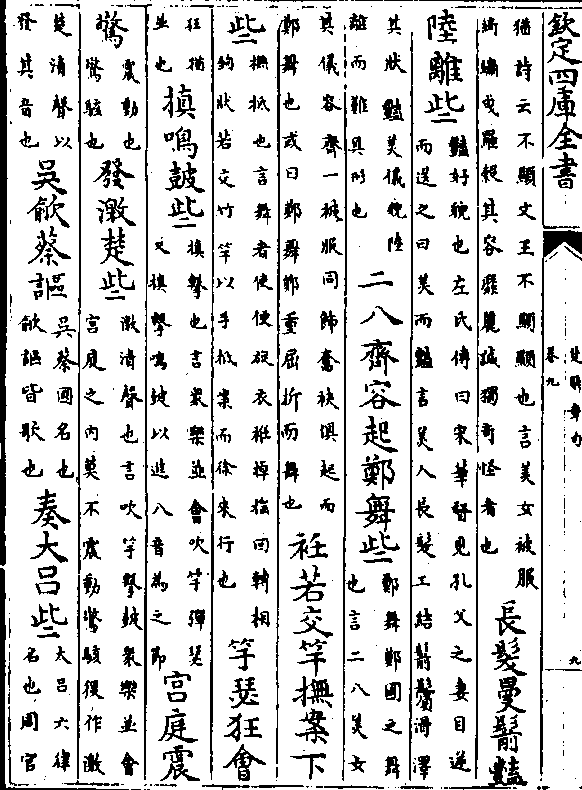 欽定四庫全書
楚辭章句
卷九
九
猶詩云不顯文王不顯顯也言美女被服
綺繡曳羅縠其容靡麗誠獨奇怪者也
長髮曼鬋豔
陸離些
豔好貌也左氏傳曰宋華督見孔父之妻目逆
而送之曰美而豔言美人長髮工結鬋鬢滑澤
其狀豔美儀貌陸
離而難具形也
二八齊容起鄭舞些
鄭舞鄭國之舞
也言二八美女
其儀容齊一被服同飾奮袂俱起而
鄭舞也或曰鄭舞鄭重屈折而舞也
衽若交竿撫案下
些
撫抵也言舞者便旋衣衽掉搖回轉相
鈎狀若交竹竿以手抵案而徐來行也
竽瑟狂會
狂猶
並也
搷鳴鼓些
搷擊也言衆樂並會吹竽彈瑟
又搷擊鳴鼓以進八音為之節
宮庭震
驚
震動也
驚駭也
發激楚些
激清聲也言吹竽擊鼓衆樂並會
宮庭之內莫不震動驚駭復作激
楚清聲以
發其音也
吳歈蔡謳
吳蔡國名也
歈謳皆歌也
奏大呂些
大呂六律
名也周官